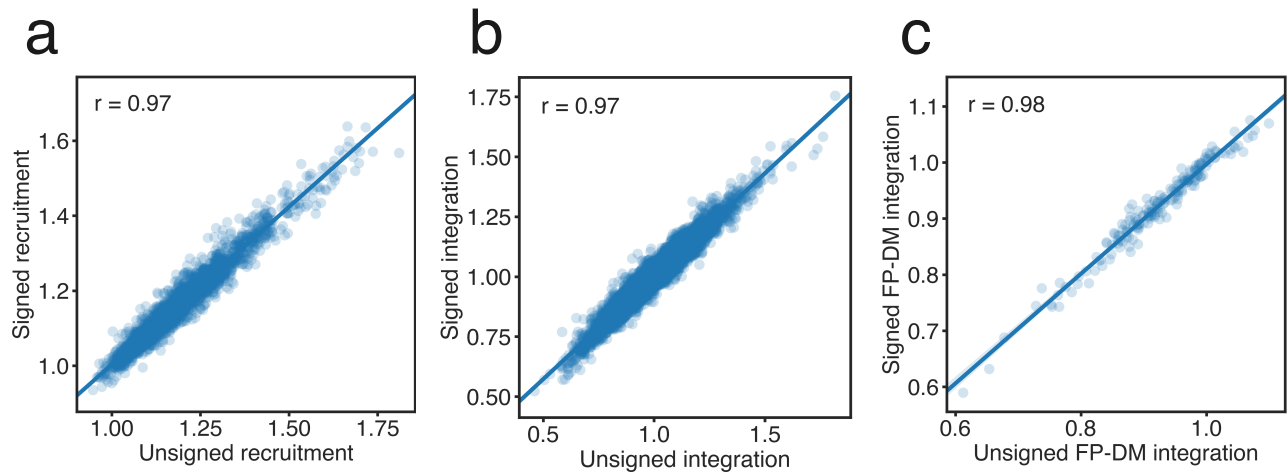 a
r = 0.97
Signed recruitment
1.6
1.4
1.2
1.0
1.00 1.25 1.50 1.75
Unsigned recruitment
b
r = 0.97
Signed integration
1.75
1.50
1.25
1.00
0.75
0.50
0.5 1.0 1.5
Unsigned integration
c
r = 0.98
Signed FP-DM integration
1.1
1.0
0.9
0.8
0.7
0.6
0.6 0.8 1.0
Unsigned FP-DM integration